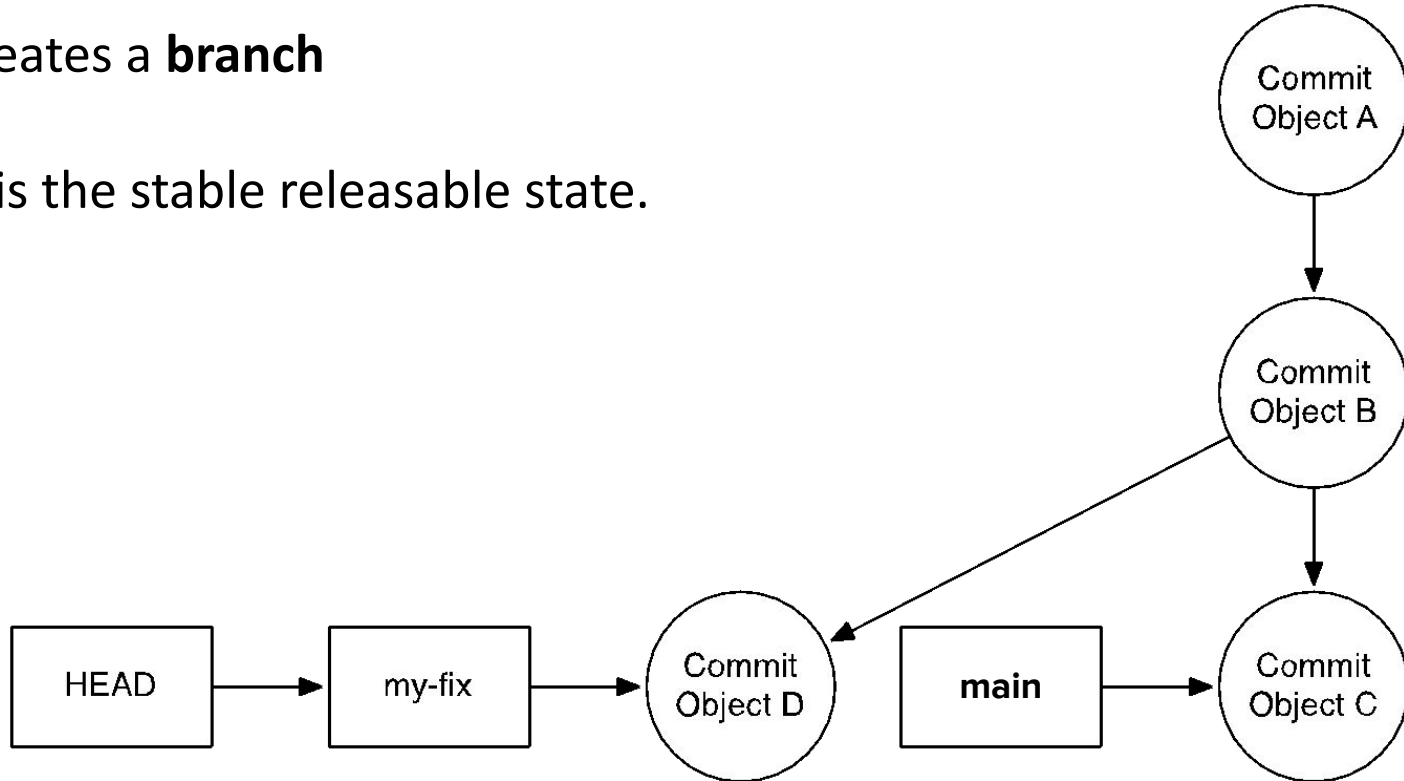 eates a branch
is the stable releasable state.
Commit
Object A
Commit
Object B
HEAD
my-fix
Commit
Object D
main
Commit
Object C